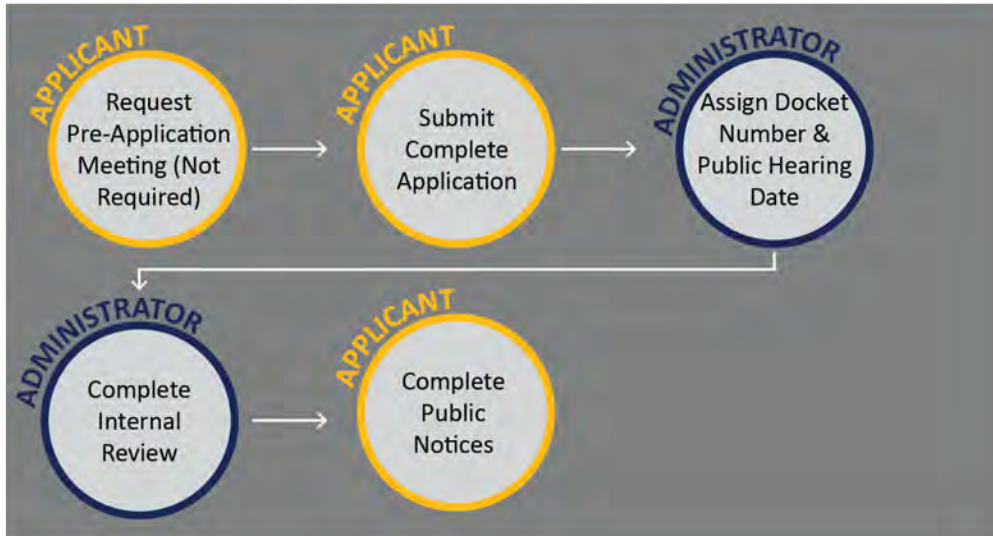 APPLICANT
Request
Pre-Application
Meeting (Not
Required)
APPLICANT
Submit
Complete
Application
ADMINISTRATOR
Assign Docket
Number &
Public Hearing
Date
ADMINISTRATOR
Complete
Internal
Review
APPLICANT
Complete
Public
Notices